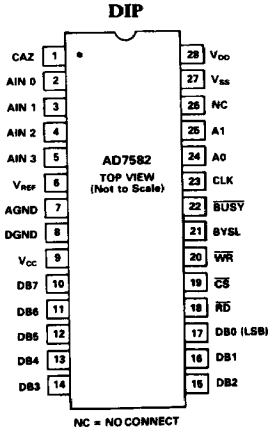 DIP
CAZ 1
AIN 0 2
AIN 1 3
AIN 2 4
AIN 3 5
VREF 6
AGND 7
DGND 8
VCC 9
DB7 10
DB6 11
DB5 12
DB4 13
DB3 14
AD7582
TOP VIEW
(Not to Scale)
28 VDD
27 VSS
26 NC
25 A1
24 A0
23 CLK
22 BUSY
21 BYSL
20 WR
19 CS
18 RD
17 DB0 (LSB)
16 DB1
15 DB2
NC = NO CONNECT